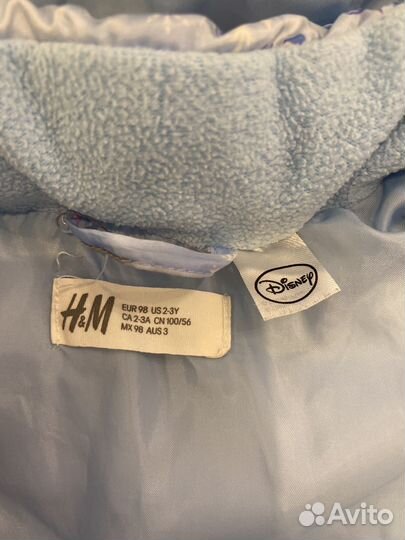 H&M
EUR 98 US 2-3Y
CA 2-3A CN 100/56
MX 98 AUS 3
Disney
Avito